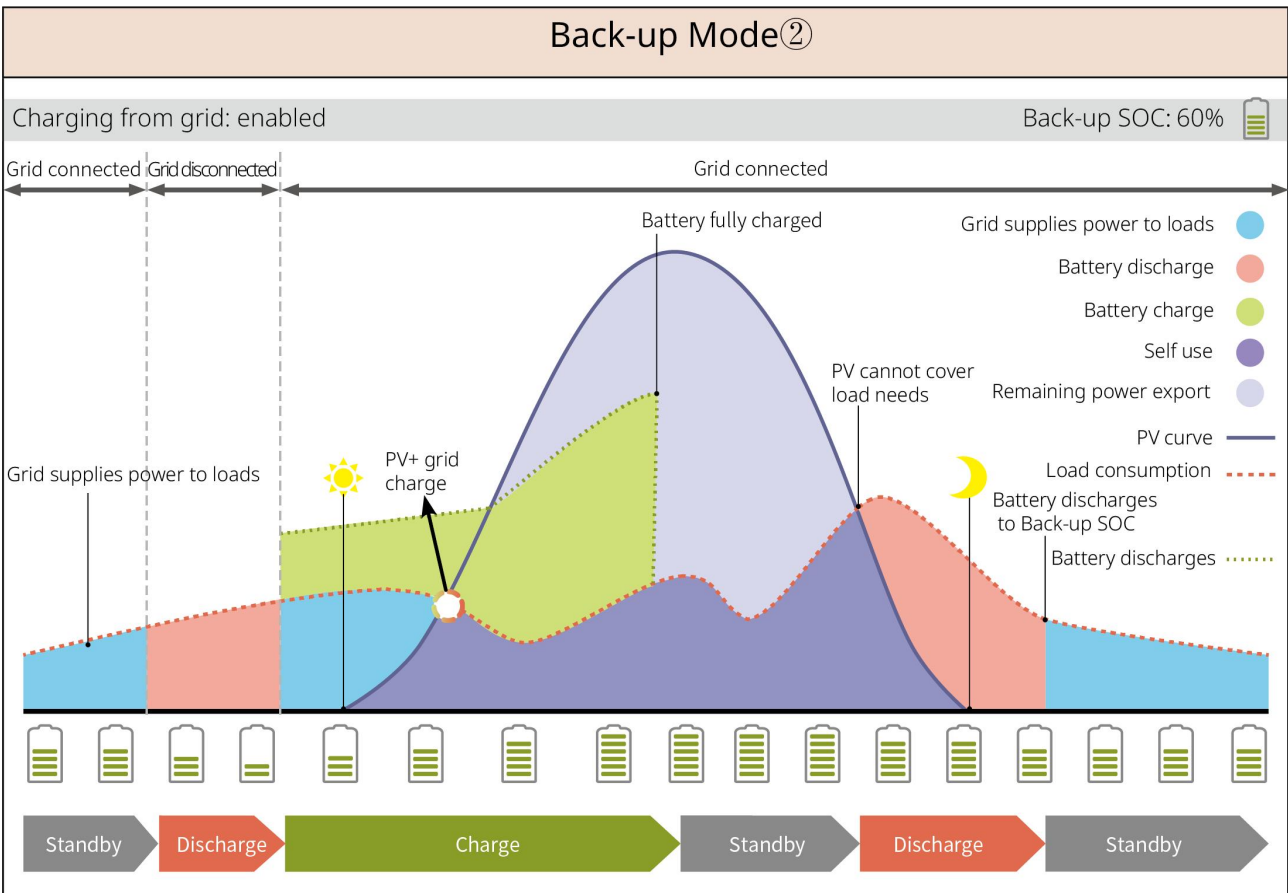 Back-up Mode②
Charging from grid: enabled
Back-up SOC: 60%
Grid connected
Grid disconnected
Grid connected
Battery fully charged
Grid supplies power to loads
Battery discharge
Battery charge
Self use
Remaining power export
PV curve
Load consumption
Battery discharges
PV cannot cover
load needs
Grid supplies power to loads
PV+ grid
charge
Battery discharges
to Back-up SOC
Standby
Discharge
Charge
Standby
Discharge
Standby